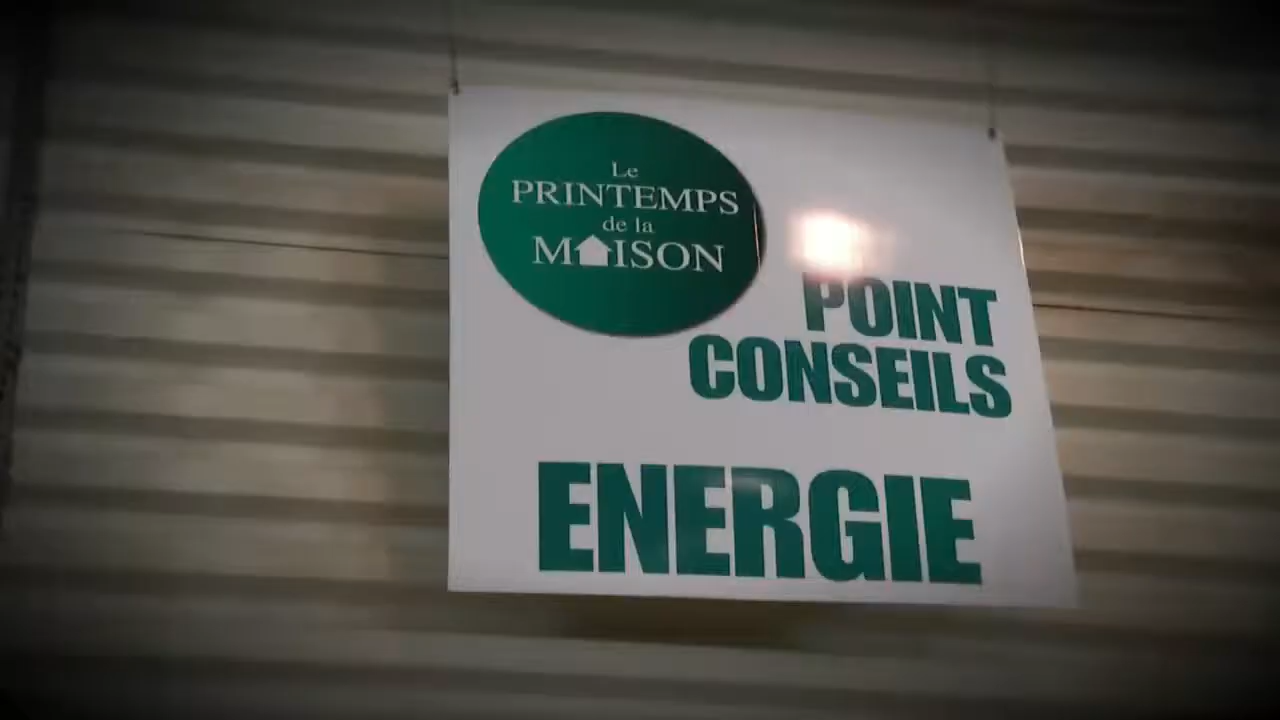 Le
PRINTEMPS
de la
MAISON
POINT
CONSEILS
ENERGIE